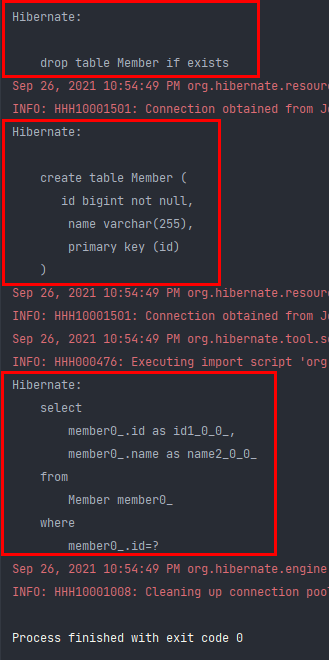 Hibernate:
drop table Member if exists
Sep 26, 2021 10:54:49 PM org.hibernate.resour
INFO: HHH10001501: Connection obtained from Jd
Hibernate:
create table Member (
id bigint not null,
name varchar(255),
primary key (id)
)
Sep 26, 2021 10:54:49 PM org.hibernate.resour
INFO: HHH10001501: Connection obtained from Jd
Sep 26, 2021 10:54:49 PM org.hibernate.tool.sc
INFO: HHH000476: Executing import script 'org.
Hibernate:
select
member0_.id as id1_0_0_,
member0_.name as name2_0_0_
from
Member member0_
where
member0_.id=?
Sep 26, 2021 10:54:49 PM org.hibernate.engine.
INFO: HHH10001008: Cleaning up connection pool
Process finished with exit code 0